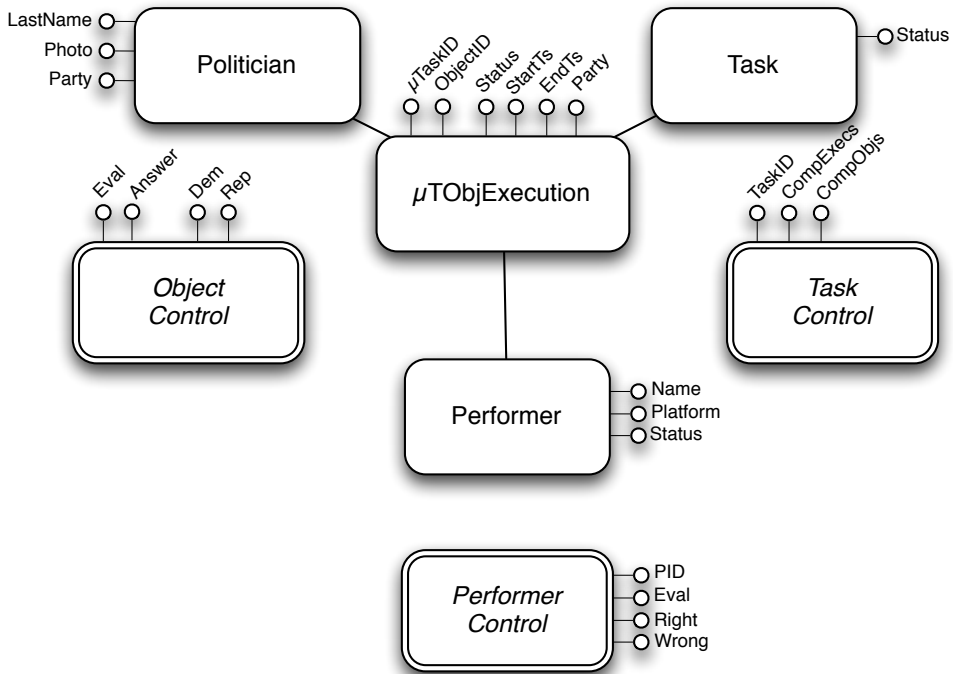 LastName
Photo
Party
Politician
µTaskID
ObjectID
Status
StartTs
EndTs
Party
Task
Status
µTObjExecution
Eval
Answer
Dem
Rep
Object
Control
TaskID
CompExecs
CompObjs
Task
Control
Performer
Name
Platform
Status
Performer
Control
PID
Eval
Right
Wrong